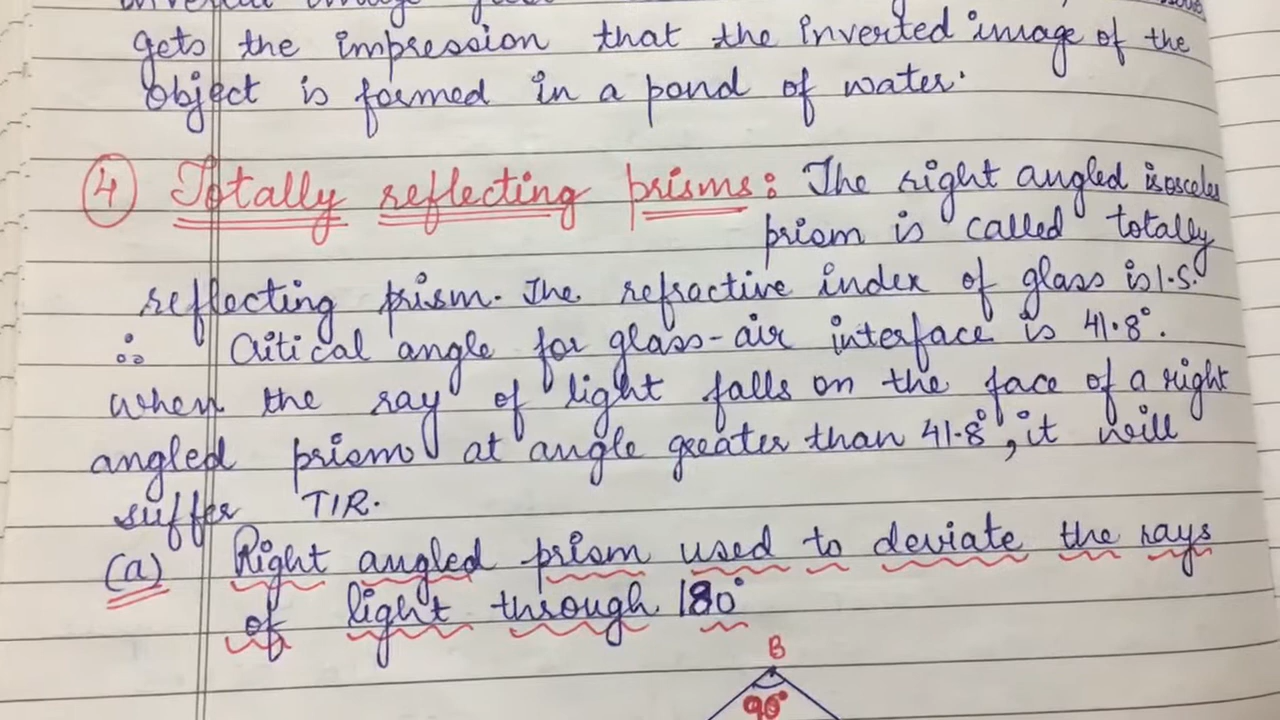 gets the impression that the inverted image of the
object is formed in a pond of water.
④ Totally reflecting prisms: The right angled isosceles
prism is called totally
reflecting prism. The refractive index of glass is 1.5.
∴ Critical angle for glass-air interface is 41.8°.
When the ray of light falls on the face of a right
angled prism at angle greater than 41.8°, it will
suffer TIR.
(a) Right angled prism used to deviate the rays
of light through 180°
B
90°